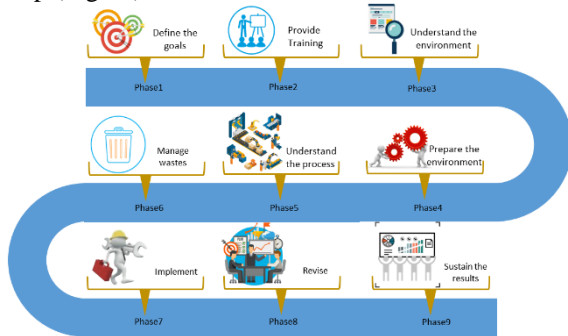 Define the
goals
Provide
Training
Understand the
environment
Phase1
Phase2
Phase3
Manage
wastes
Understand
the process
Prepare the
environment
Phase6
Phase5
Phase4
Implement
Revise
Sustain the
results
Phase7
Phase8
Phase9